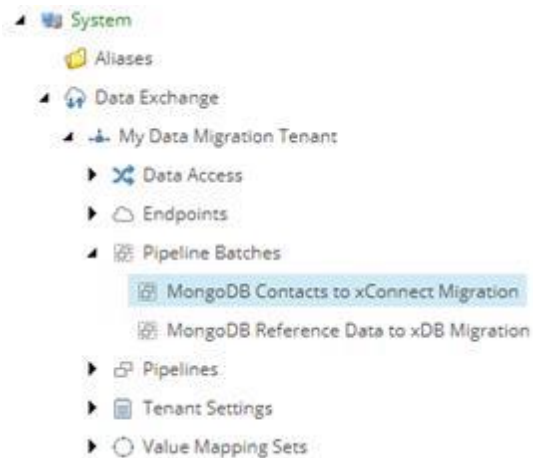 System
Aliases
Data Exchange
My Data Migration Tenant
Data Access
Endpoints
Pipeline Batches
MongoDB Contacts to xConnect Migration
MongoDB Reference Data to xDB Migration
Pipelines
Tenant Settings
Value Mapping Sets